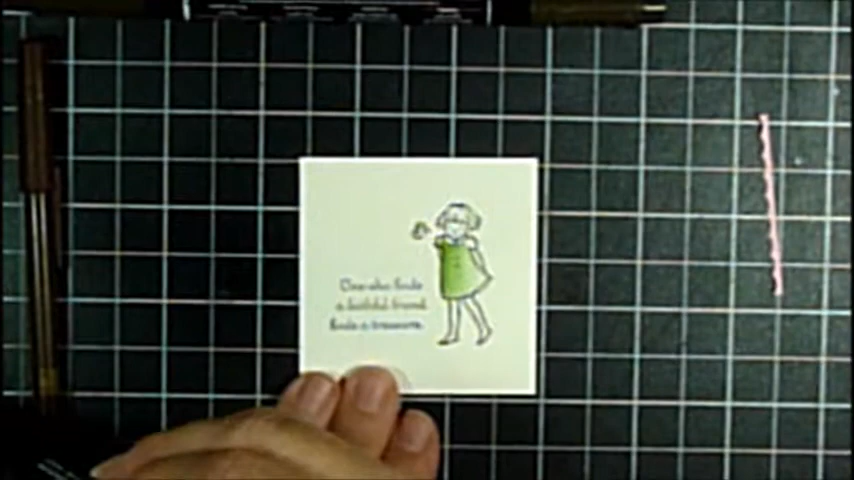 One who finds
a faithful friend
finds a treasure.